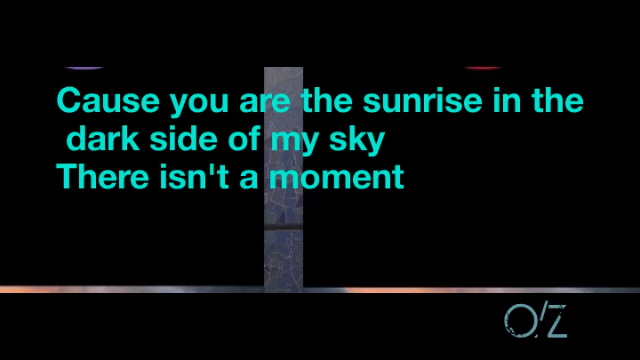 Cause you are the sunrise in the
dark side of my sky
There isn't a moment
O/Z